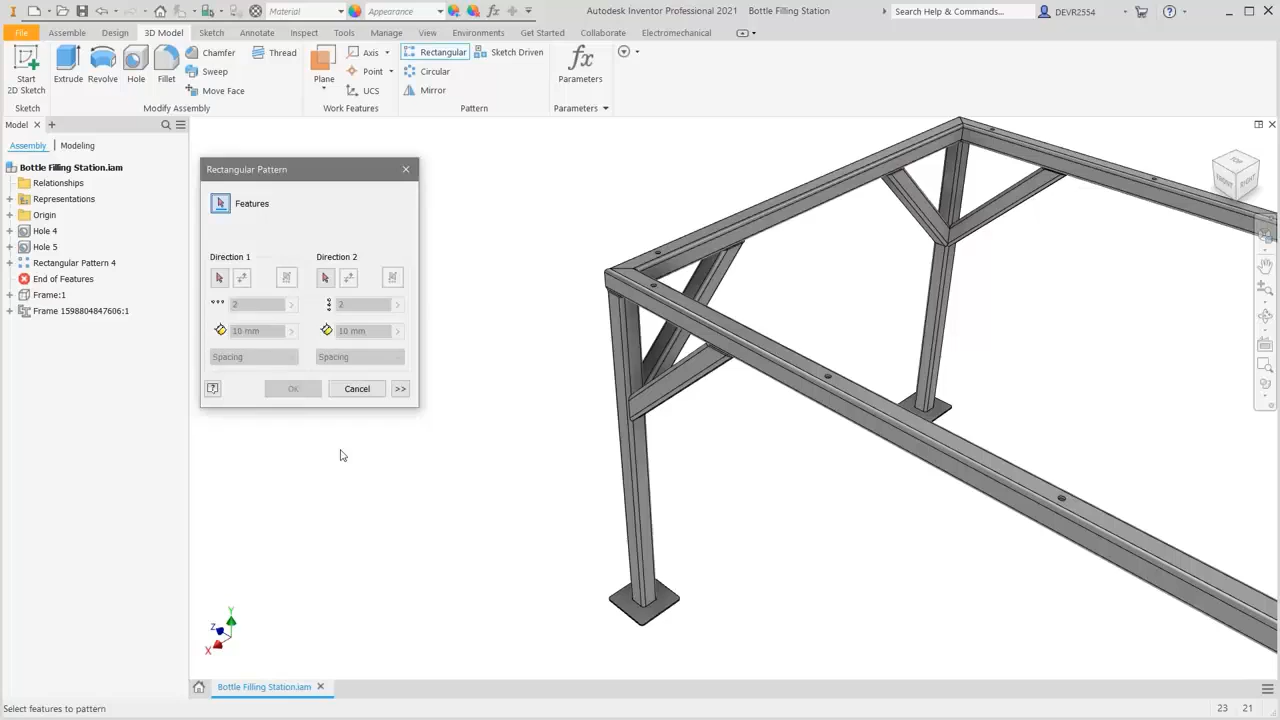 Material
Appearance
Autodesk Inventor Professional 2021
Bottle Filling Station
Search Help & Commands...
DEVR2554
File
Assembly
Design
3D Model
Sketch
Annotate
Inspect
Tools
Manage
View
Environments
Get Started
Collaborate
Electromechanical
Start
2D Sketch
Extrude
Revolve
Hole
Fillet
Chamfer
Sweep
Move Face
Thread
Plane
Axis
Point
UCS
Rectangular
Circular
Mirror
Sketch Driven
fx
Parameters
Sketch
Modify Assembly
Work Features
Pattern
Parameters
Model
Assembly
Modeling
Bottle Filling Station.iam
Relationships
Representations
Origin
Hole 4
Hole 5
Rectangular Pattern 4
End of Features
Frame:1
Frame 1598804847606:1
Rectangular Pattern
Features
Direction 1
Direction 2
2
2
10 mm
10 mm
Spacing
Spacing
OK
Cancel
>>
TOP
FRONT
RIGHT
Y
Z
X
Bottle Filling Station.iam
Select features to pattern
23
21